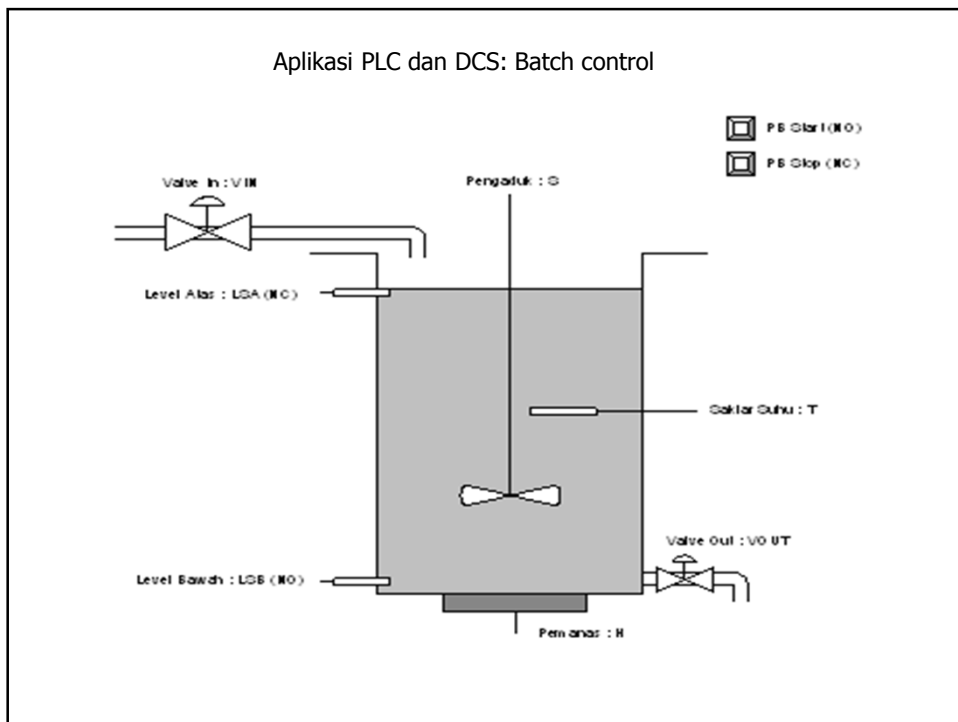 Aplikasi PLC dan DCS: Batch control
PB Start (NO)
PB Stop (NC)
Valve In : VIN
Pengaduk : S
Level Atas : LSA (NC)
Saklar Suhu : T
Valve Out : VOUT
Level Bawah : LSB (NO)
Pemanas : H